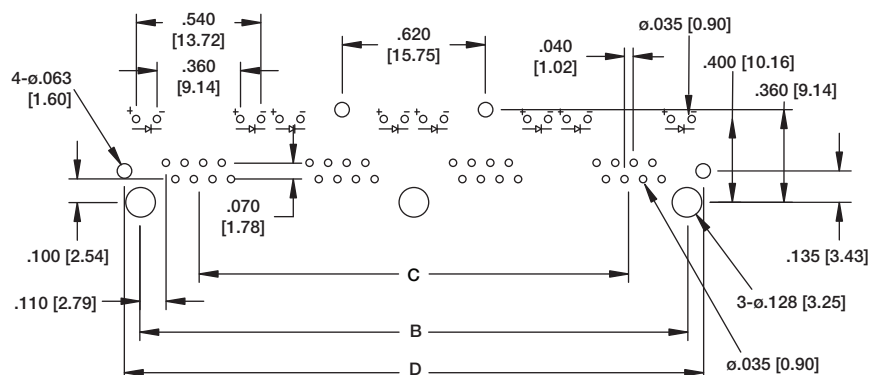 .540
[13.72]
.620
[15.75]
ø.035 [0.90]
.040
[1.02]
.400 [10.16]
.360
[9.14]
4-ø.063
[1.60]
.360 [9.14]
+ - + - + - + - + - + - + - + -
.070
[1.78]
.100 [2.54]
.135 [3.43]
C
.110 [2.79]
3-ø.128 [3.25]
B
ø.035 [0.90]
D